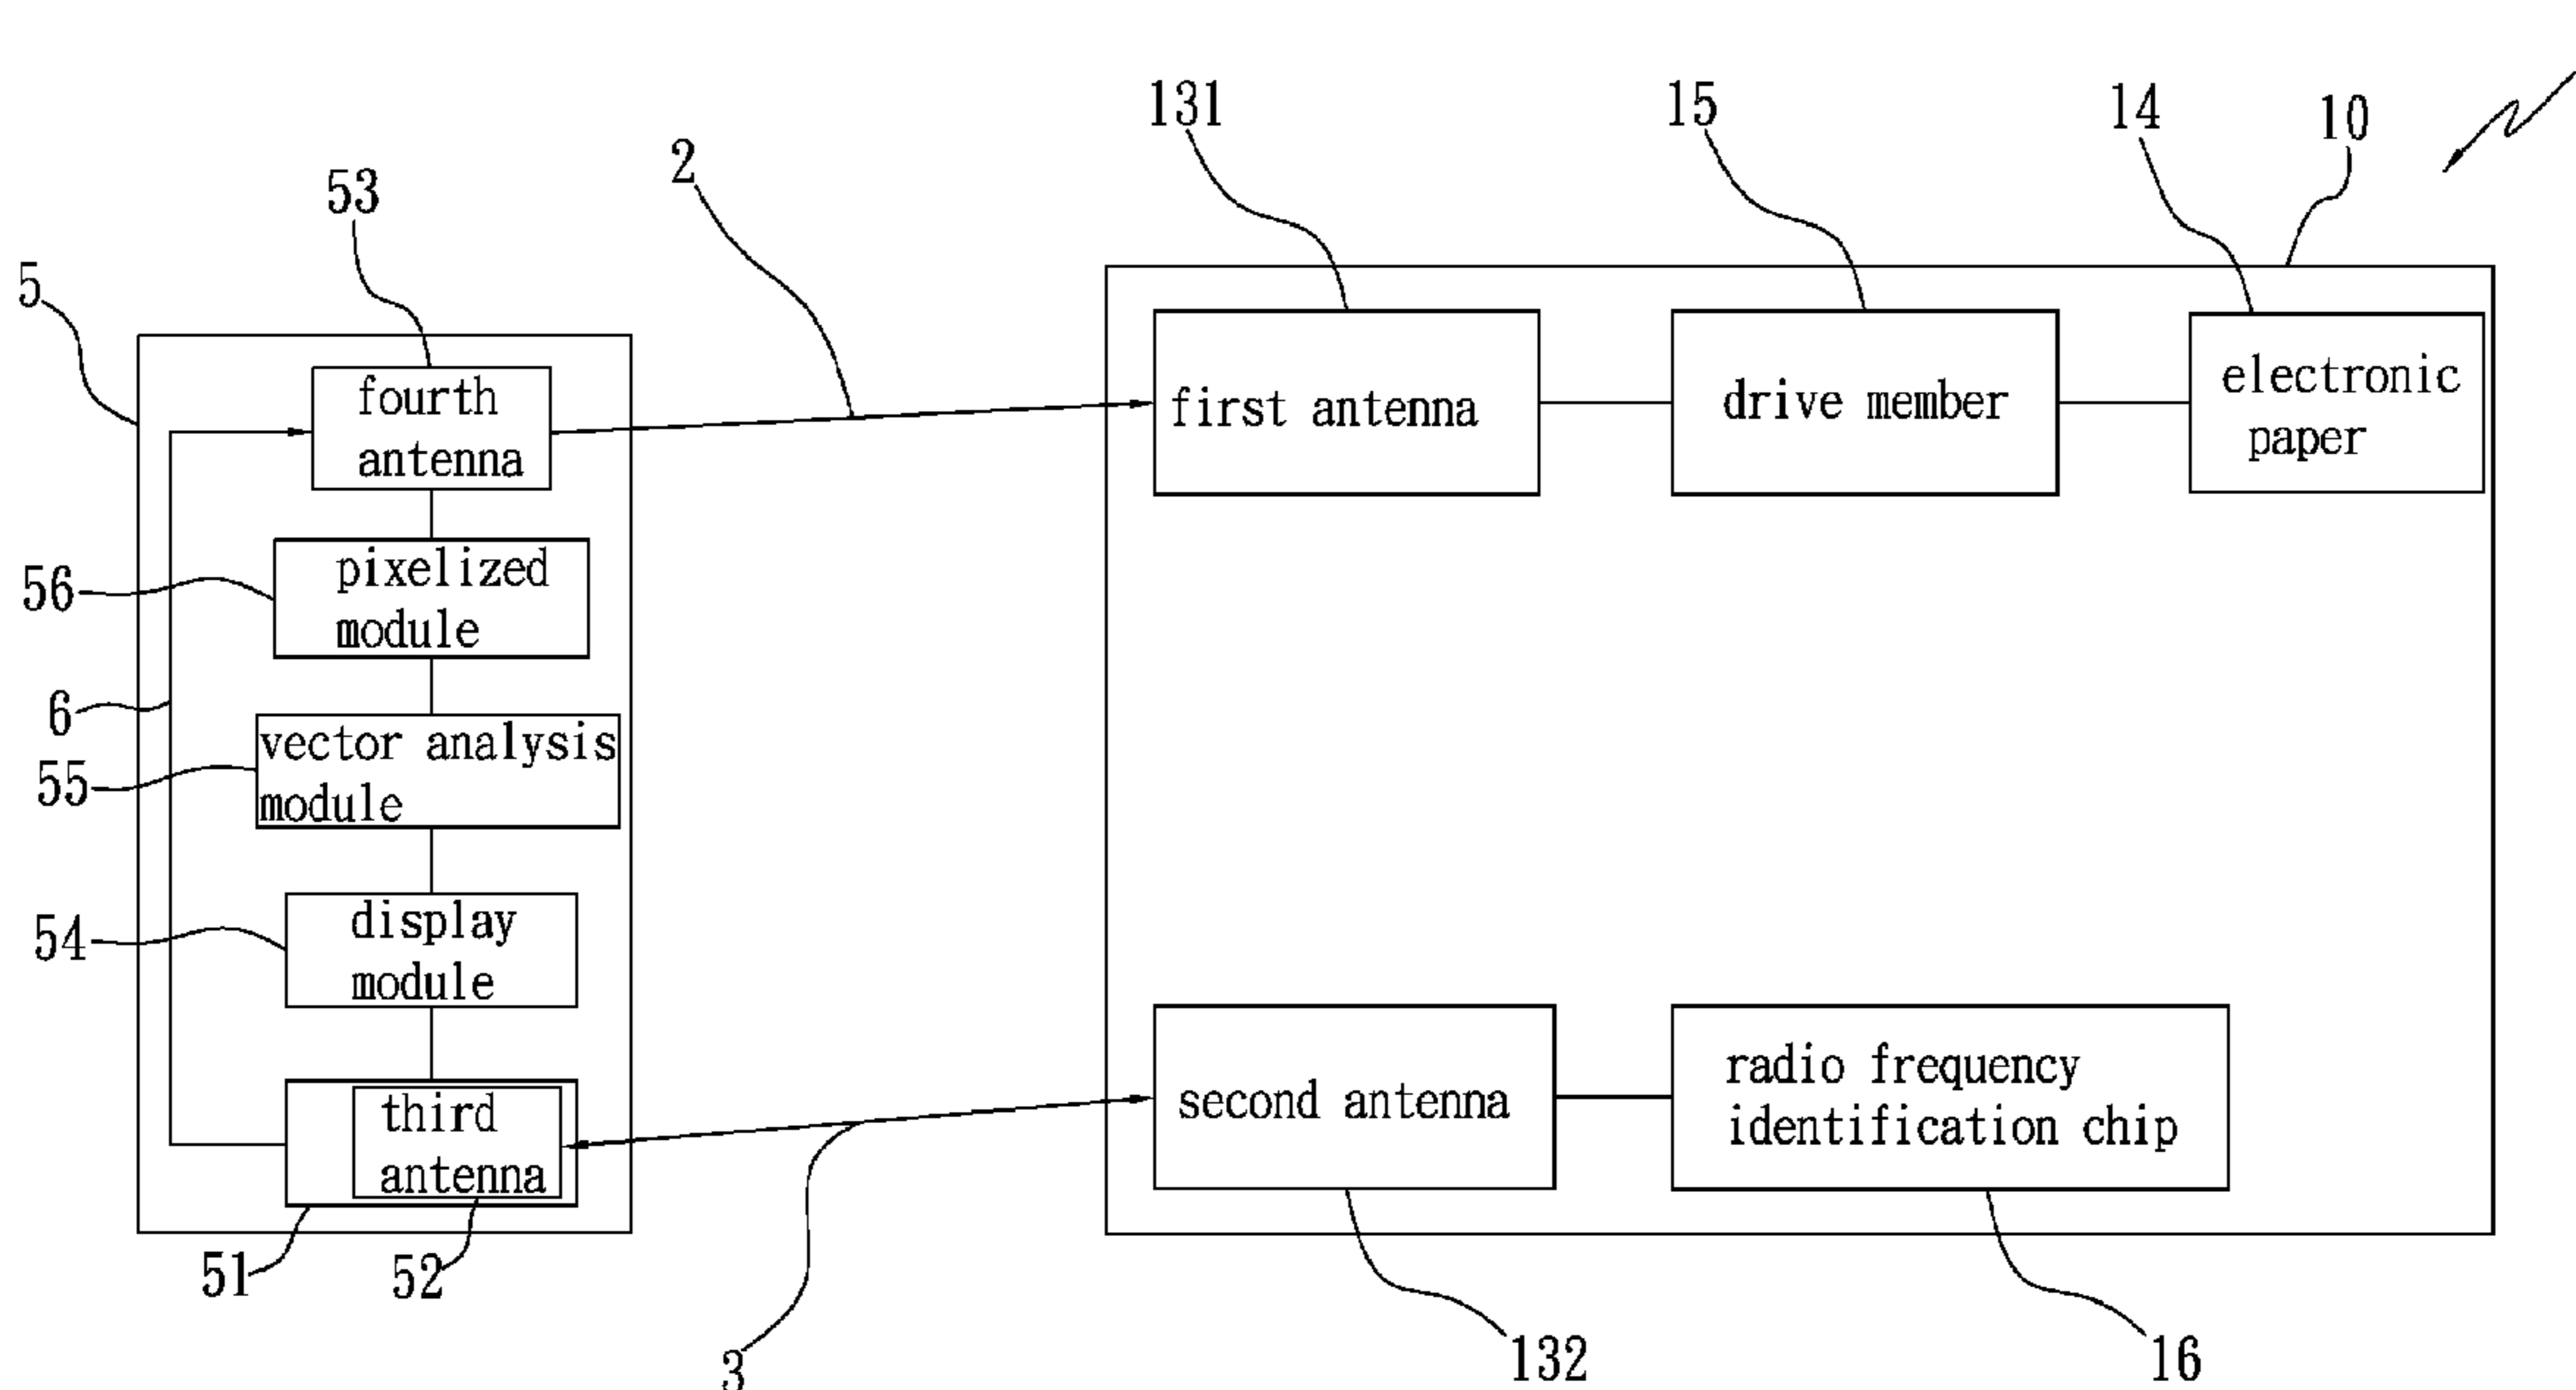 131
15
14
10
2
53
5
fourth
antenna
first antenna
drive member
electronic
paper
56
pixelized
module
6
vector analysis
module
55
54
display
module
third
antenna
second antenna
radio frequency
identification chip
51
52
3
132
16